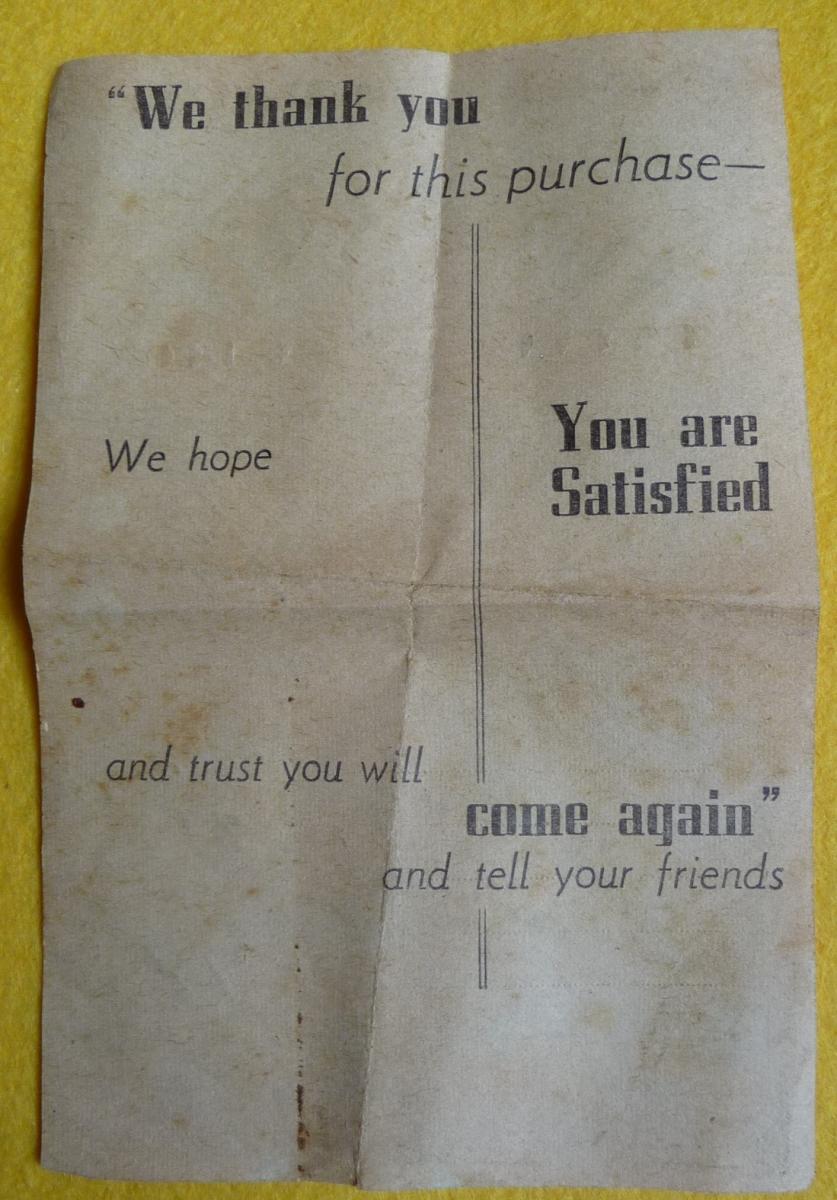 “We thank you
for this purchase—
We hope
You are
Satisfied
and trust you will
come again”
and tell your friends